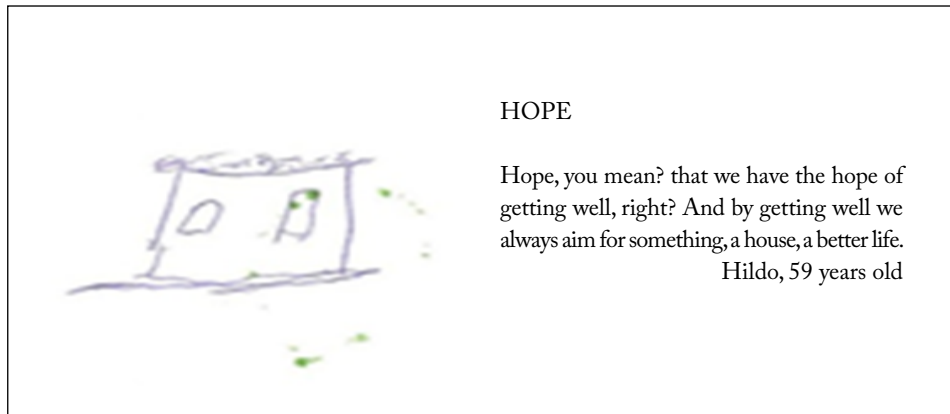 HOPE
Hope, you mean? that we have the hope of
getting well, right? And by getting well we
always aim for something, a house, a better life.
Hildo, 59 years old